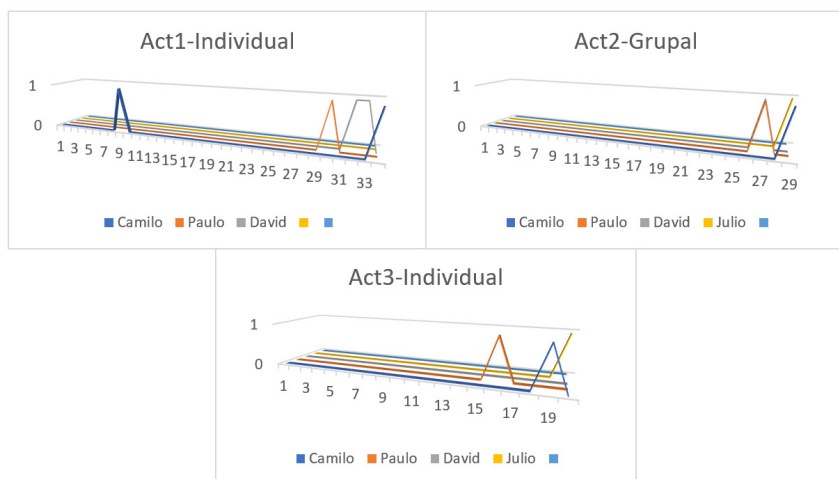 Act1-Individual
1
0
1 3 5 7 9 11 13 15 17 19 21 23 25 27 29 31 33
Camilo Paulo David
Act2-Grupal
1
0
1 3 5 7 9 11 13 15 17 19 21 23 25 27 29
Camilo Paulo David Julio
Act3-Individual
1
0
1 3 5 7 9 11 13 15 17 19
Camilo Paulo David Julio